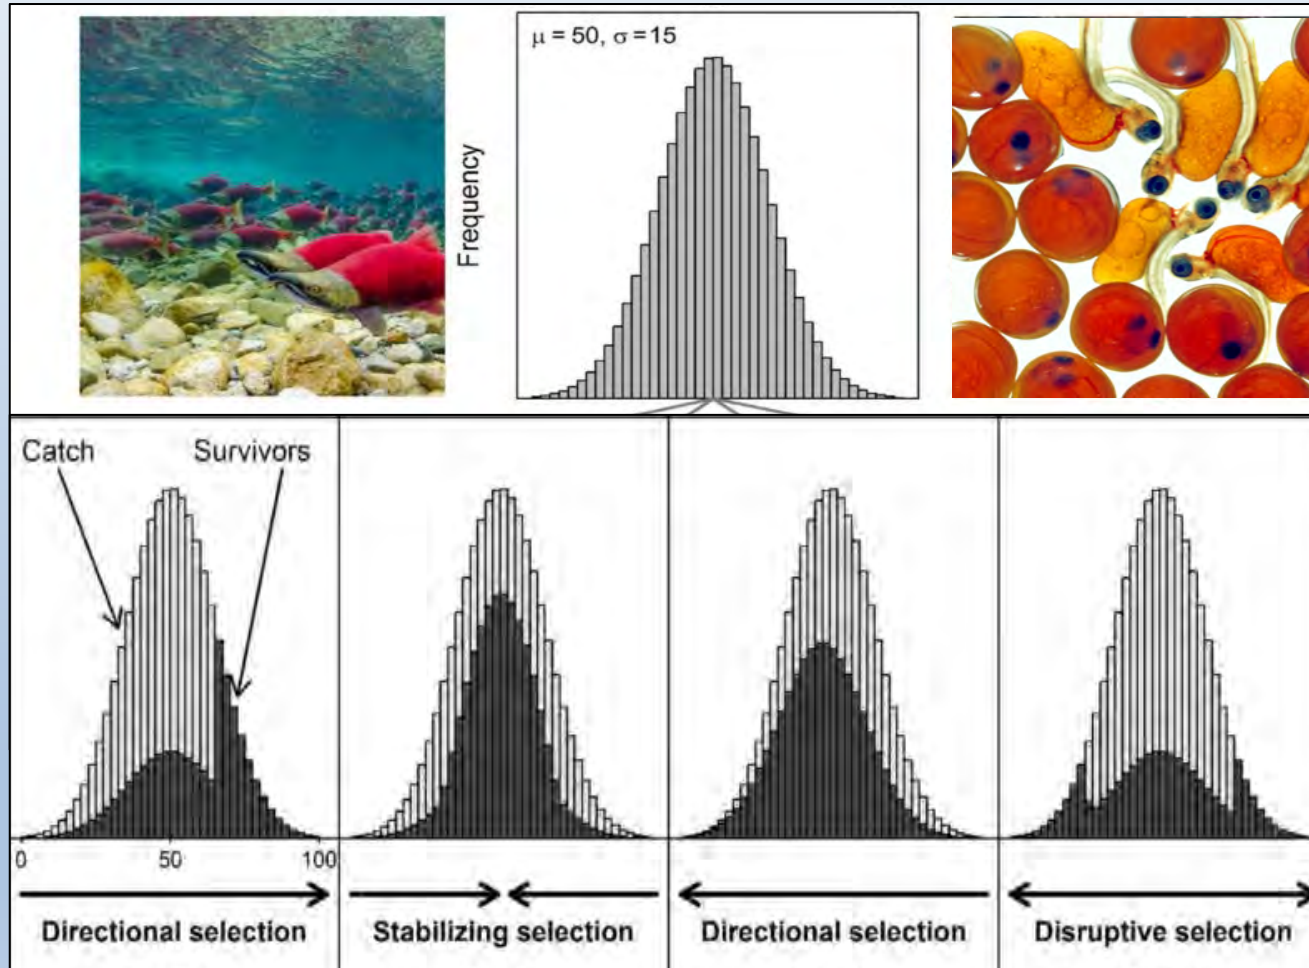 μ = 50, σ =15
Frequency
Catch
Survivors
0 50 100
Directional selection
Stabilizing selection
Directional selection
Disruptive selection